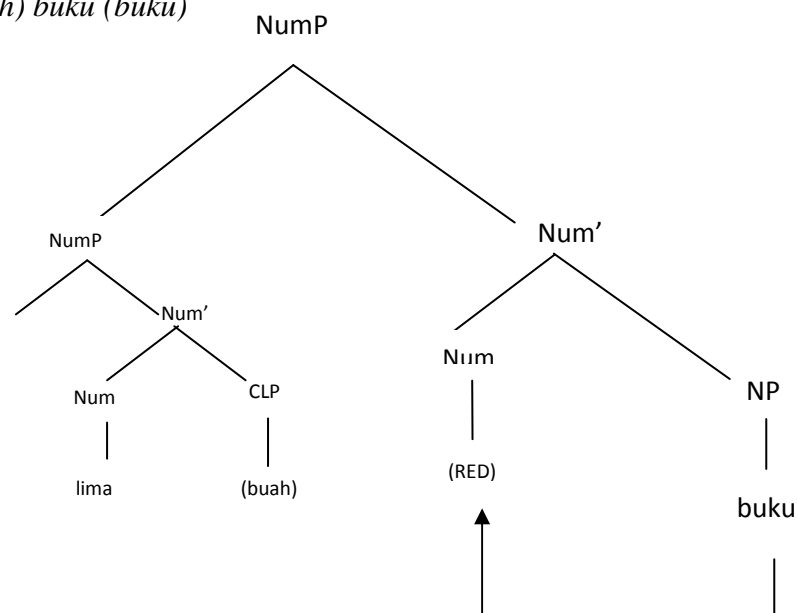 h) buku (buku)
NumP
NumP Num’
Num’
Num
Num CLP NP
lima (buah) (RED)
buku